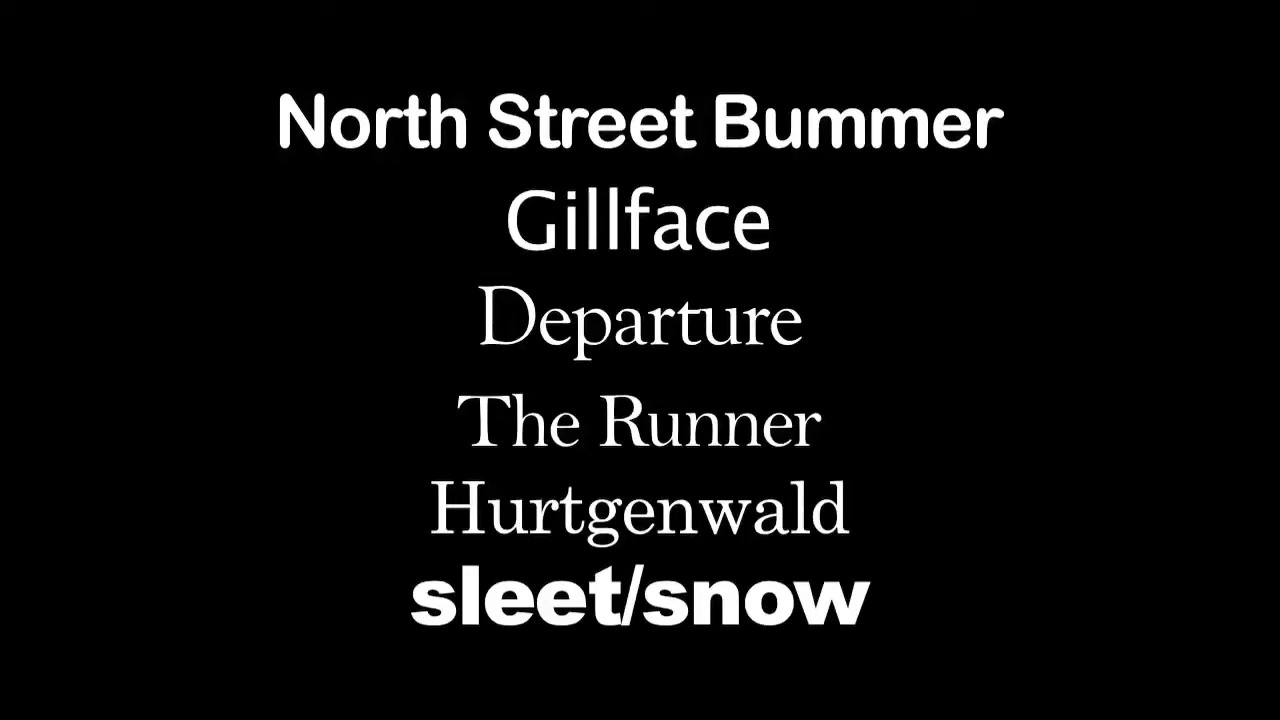 North Street Bummer
Gillface
Departure
The Runner
Hurtgenwald
sleet/snow